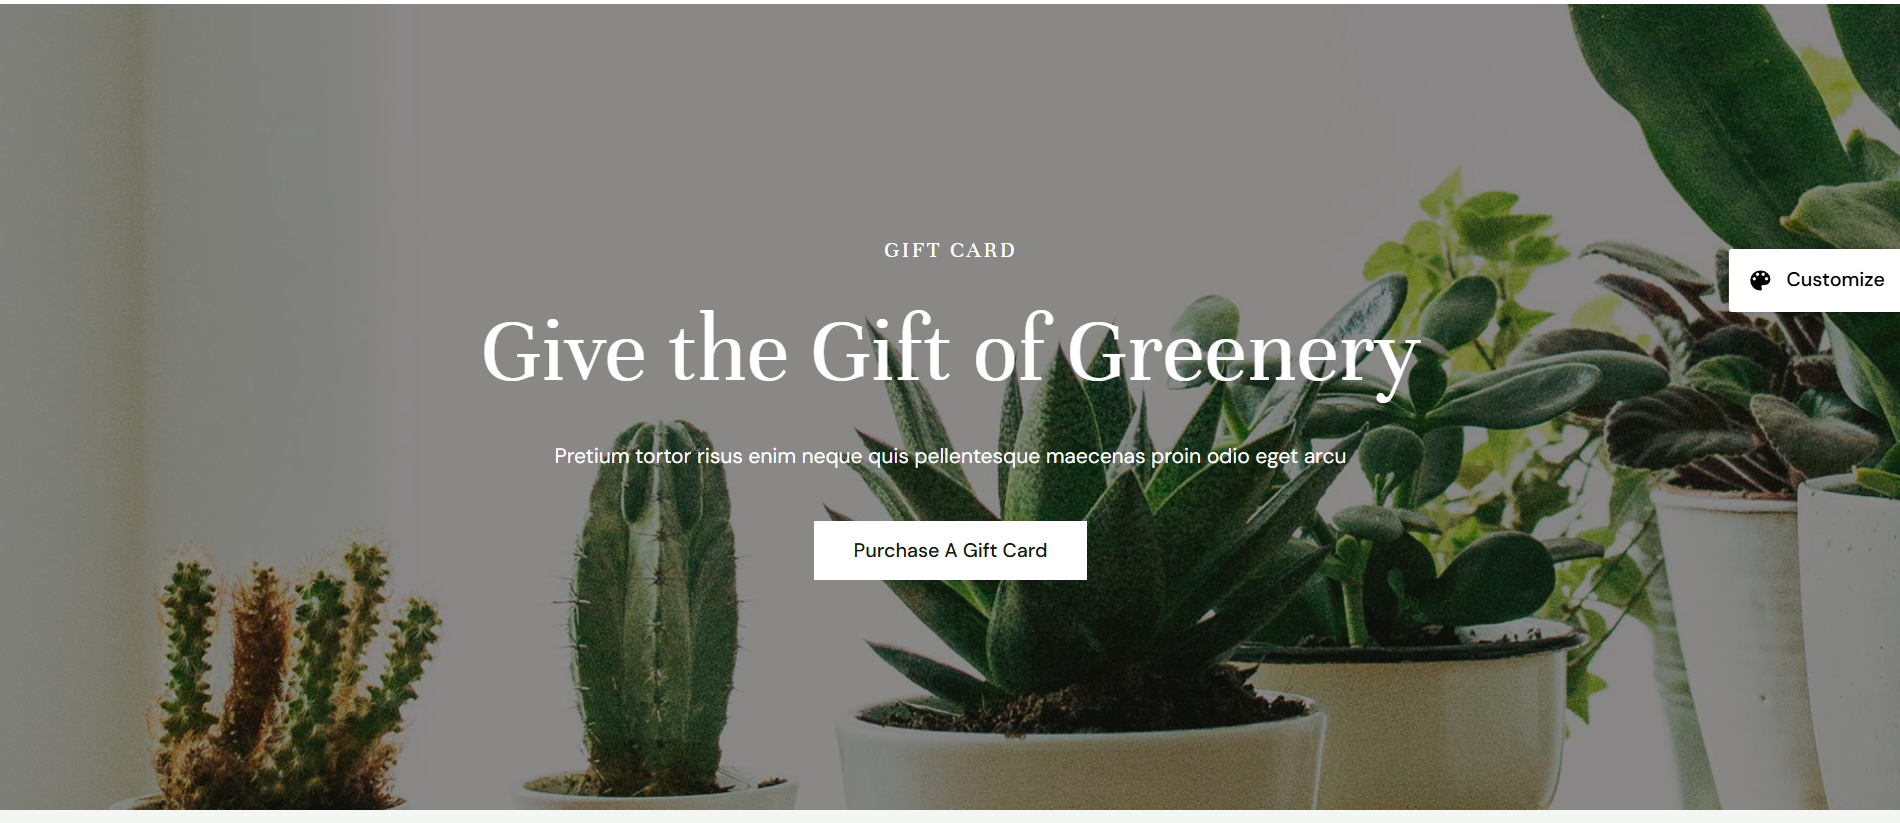 GIFT CARD
Customize
Give the Gift of Greenery
Pretium tortor risus enim neque quis pellentesque maecenas proin odio eget arcu
Purchase A Gift Card